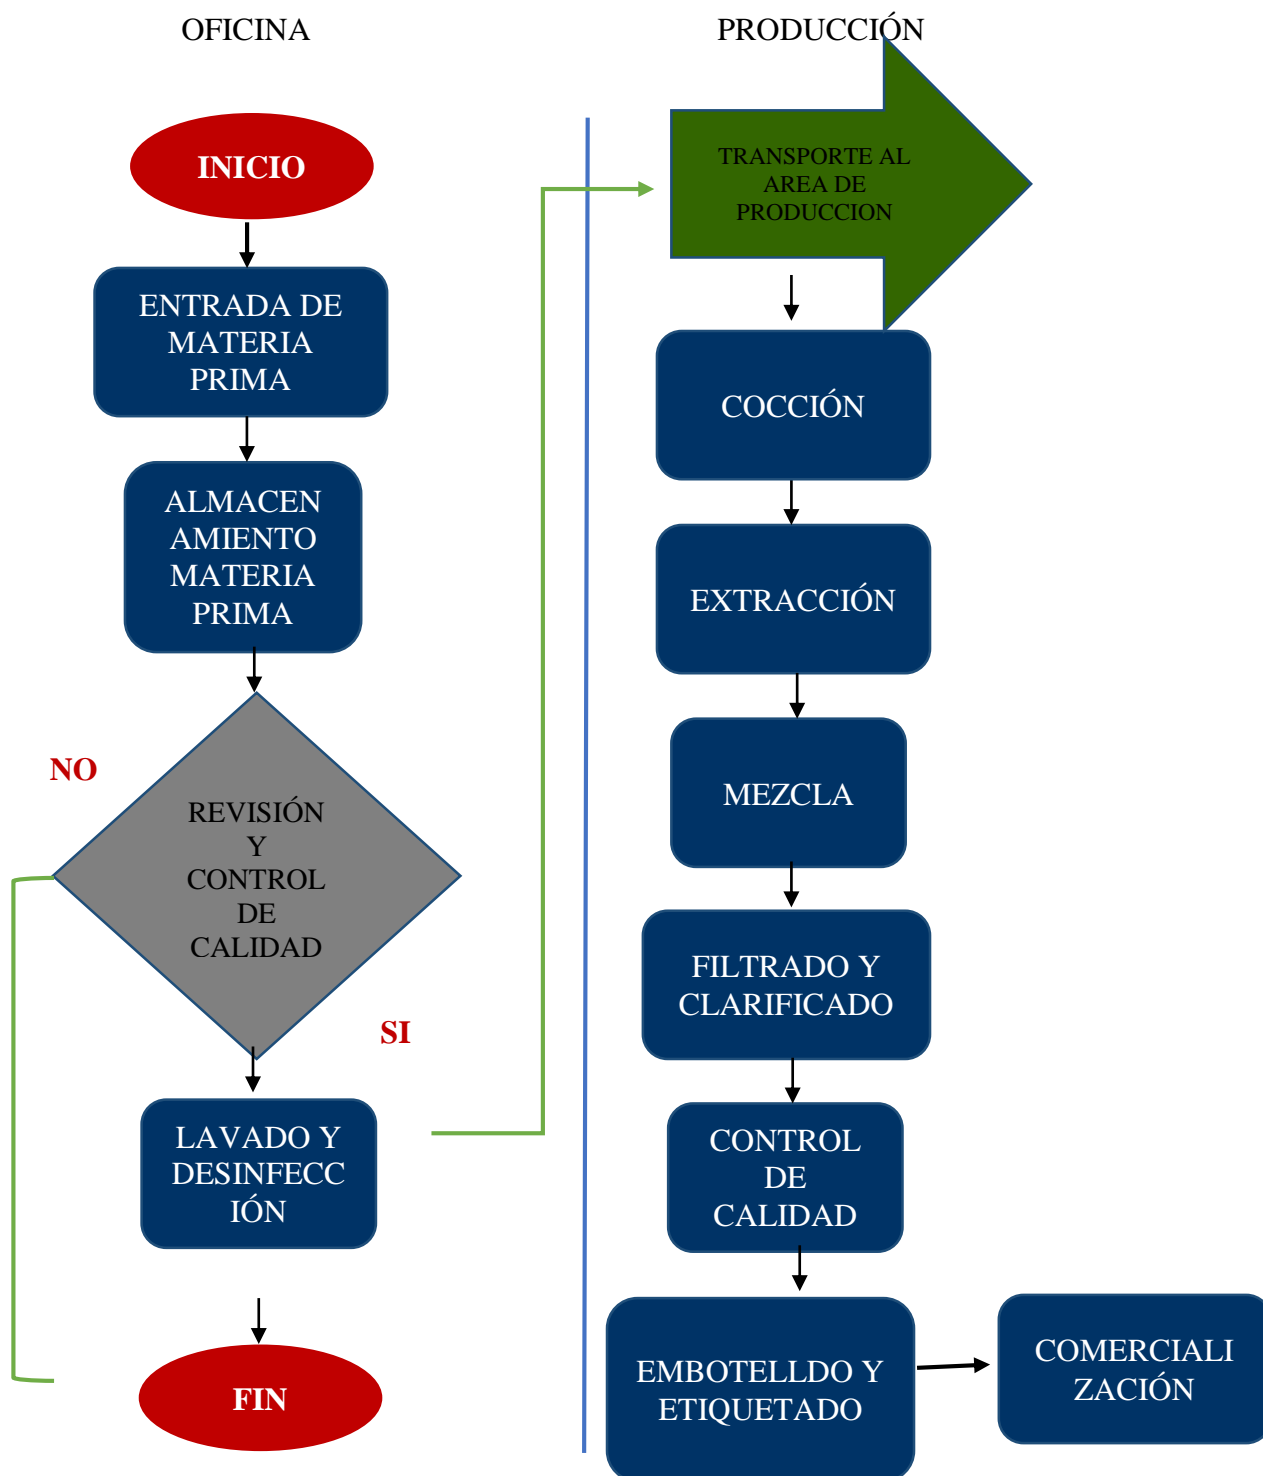 OFICINA
PRODUCCIÓN
INICIO
ENTRADA DE
MATERIA
PRIMA
ALMACEN
AMIENTO
MATERIA
PRIMA
NO
REVISIÓN
Y
CONTROL
DE
CALIDAD
SI
LAVADO Y
DESINFECC
IÓN
FIN
TRANSPORTE AL
AREA DE
PRODUCCION
COCCIÓN
EXTRACCIÓN
MEZCLA
FILTRADO Y
CLARIFICADO
CONTROL
DE
CALIDAD
EMBOTELLDO Y
ETIQUETADO
COMERCIALI
ZACIÓN